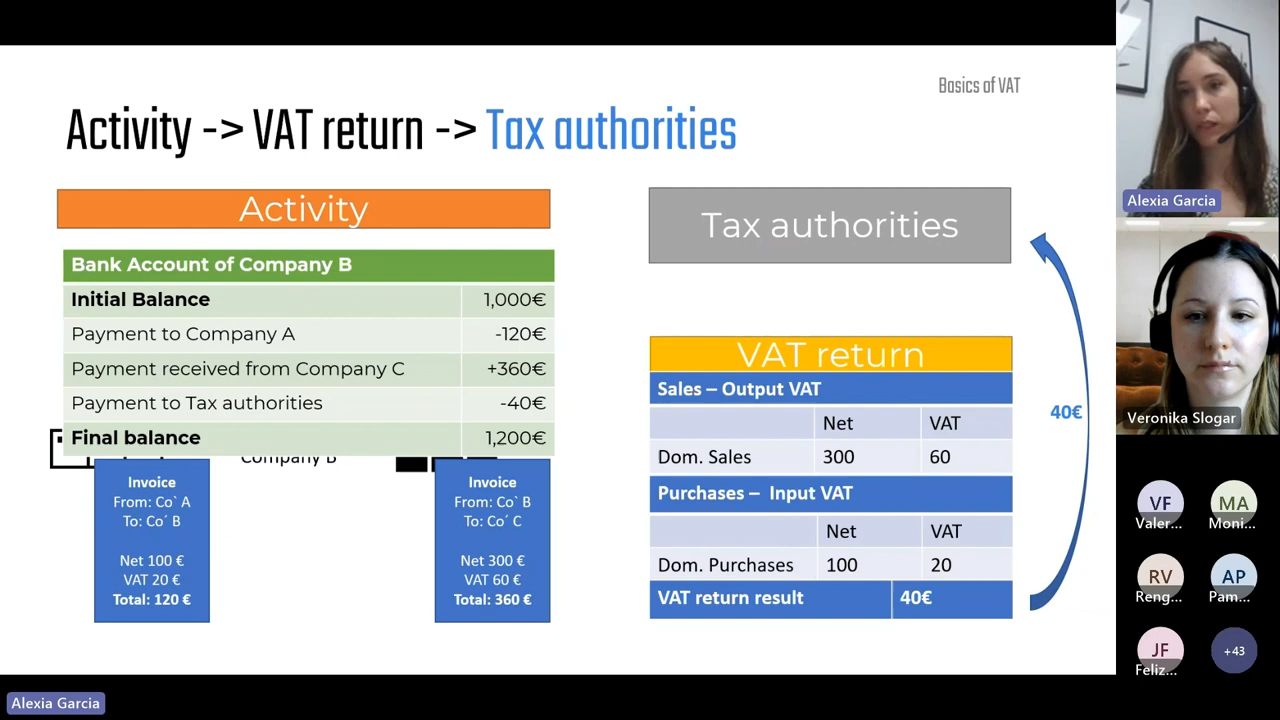 Basics of VAT
Activity -> VAT return -> Tax authorities
Activity
Bank Account of Company B
Initial Balance 1,000€
Payment to Company A -120€
Payment received from Company C +360€
Payment to Tax authorities -40€
Final balance 1,200€
Company B
Invoice
From: Co` A
To: Co´ B
Net 100 €
VAT 20 €
Total: 120 €
Invoice
From: Co` B
To: Co´ C
Net 300 €
VAT 60 €
Total: 360 €
Tax authorities
VAT return
Sales – Output VAT
Net VAT
Dom. Sales 300 60
Purchases – Input VAT
Net VAT
Dom. Purchases 100 20
VAT return result 40€
40€
Alexia Garcia
Veronika Slogar
VF
Valer...
MA
Moni...
RV
Reng...
AP
Pam...
JF
Feliz...
+43
Alexia Garcia